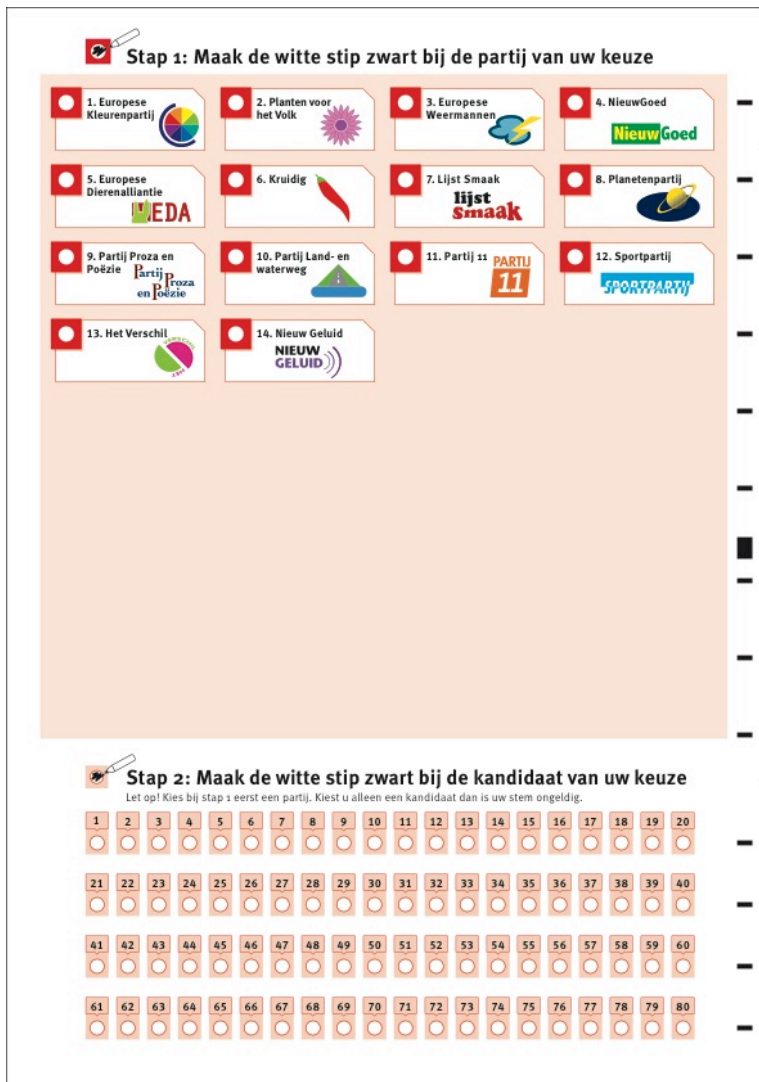 Stap 1: Maak de witte stip zwart bij de partij van uw keuze
1. Europese
Kleurenpartij
2. Planten voor
het Volk
3. Europese
Weermannen
4. NieuwGoed
NieuwGoed
5. Europese
Dierenalliantie
EDA
6. Kruidig
7. Lijst Smaak
lijst
smaak
8. Planetenpartij
9. Partij Proza en
Poëzie
Partij
Proza
en Poëzie
10. Partij Land- en
waterweg
11. Partij 11
PARTIJ
11
12. Sportpartij
SPORTPARTIJ
13. Het Verschil
HET
VERSCHIL
14. Nieuw Geluid
NIEUW
GELUID
Stap 2: Maak de witte stip zwart bij de kandidaat van uw keuze
Let op! Kies bij stap 1 eerst een partij. Kiest u alleen een kandidaat dan is uw stem ongeldig.
1 2 3 4 5 6 7 8 9 10 11 12 13 14 15 16 17 18 19 20
21 22 23 24 25 26 27 28 29 30 31 32 33 34 35 36 37 38 39 40
41 42 43 44 45 46 47 48 49 50 51 52 53 54 55 56 57 58 59 60
61 62 63 64 65 66 67 68 69 70 71 72 73 74 75 76 77 78 79 80